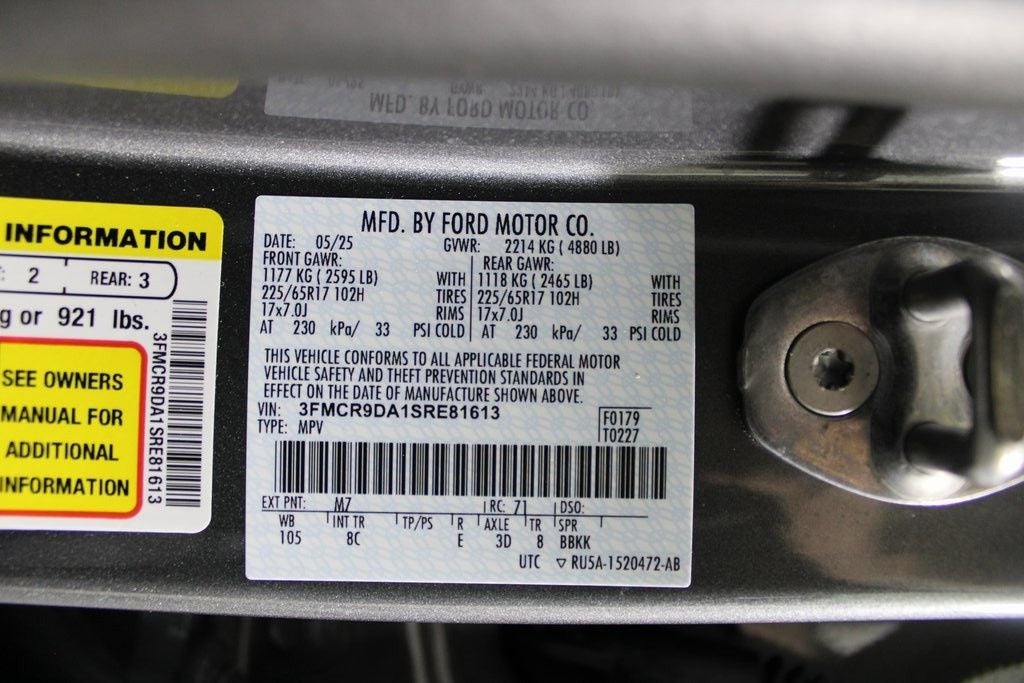 MFD. BY FORD MOTOR CO.
INFORMATION
2 REAR: 3
g or 921 lbs.
3FMCR9DA1SRE81613
SEE OWNERS
MANUAL FOR
ADDITIONAL
INFORMATION
MFD. BY FORD MOTOR CO.
DATE: 05/25 GVWR: 2214 KG ( 4880 LB)
FRONT GAWR: REAR GAWR:
1177 KG ( 2595 LB) WITH 1118 KG ( 2465 LB) WITH
225/65R17 102H TIRES 225/65R17 102H TIRES
17x7.0J RIMS 17x7.0J RIMS
AT 230 kPa/ 33 PSI COLD AT 230 kPa/ 33 PSI COLD
THIS VEHICLE CONFORMS TO ALL APPLICABLE FEDERAL MOTOR
VEHICLE SAFETY AND THEFT PREVENTION STANDARDS IN
EFFECT ON THE DATE OF MANUFACTURE SHOWN ABOVE.
VIN: 3FMCR9DA1SRE81613 F0179
TYPE: MPV T0227
EXT PNT: M7 RC: 71 DSO:
WB INT TR TP/PS R AXLE TR SPR
105 8C E 3D 8 BBKK
UTC ▽ RU5A-1520472-AB